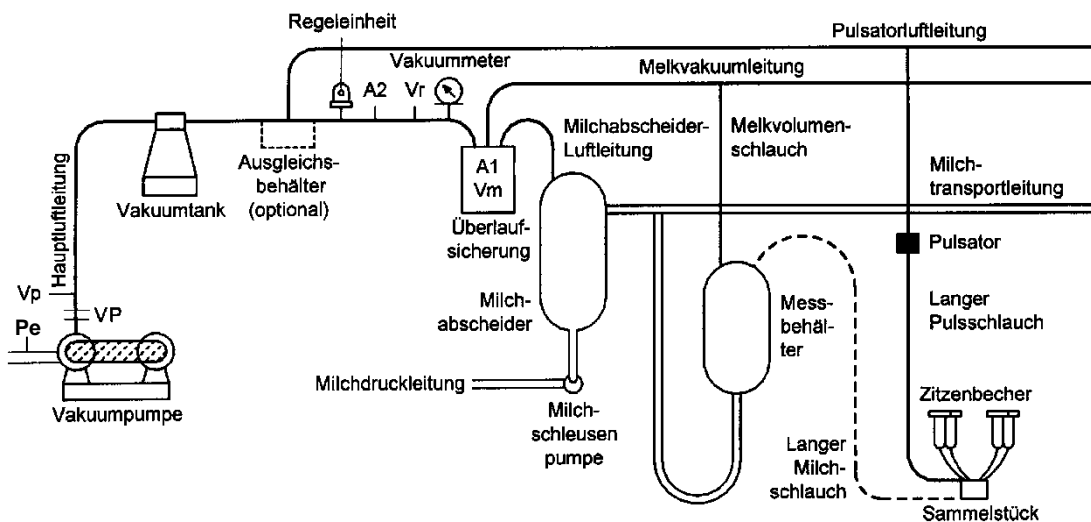 Regeleinheit
Pulsatorluftleitung
Vakuummeter
Melkvakuumleitung
A2
Vr
Hauptluftleitung
Vakuumtank
Ausgleichs-
behälter
(optional)
A1
Vm
Überlauf-
sicherung
Milchabscheider-
Luftleitung
Melkvolumen-
schlauch
Milch-
transportleitung
Pulsator
Vp
VP
Pe
Vakuumpumpe
Milch-
abscheider
Mess-
behäl-
ter
Langer
Pulsschlauch
Milchdruckleitung
Milch-
schleusen
pumpe
Zitzenbecher
Langer
Milch-
schlauch
Sammelstück